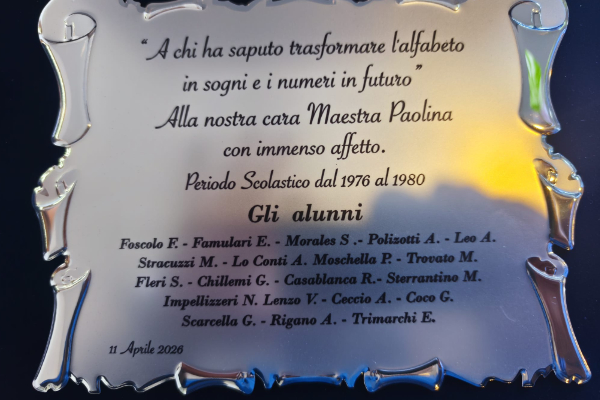 “A chi ha saputo trasformare l'alfabeto
in sogni e i numeri in futuro”
Alla nostra cara Maestra Paolina
con immenso affetto.
Periodo Scolastico dal 1976 al 1980
Gli alunni
Foscolo F. - Famulari E. - Morales S .- Polizotti A. - Leo A.
Stracuzzi M. - Lo Conti A. Moschella P. - Trovato M.
Fleri S. - Chillemi G. - Casablanca R.- Sterrantino M.
Impellizzeri N. Lenzo V. - Ceccio A. - Coco G.
Scarcella G. - Rigano A. - Trimarchi E.
11 Aprile 2026